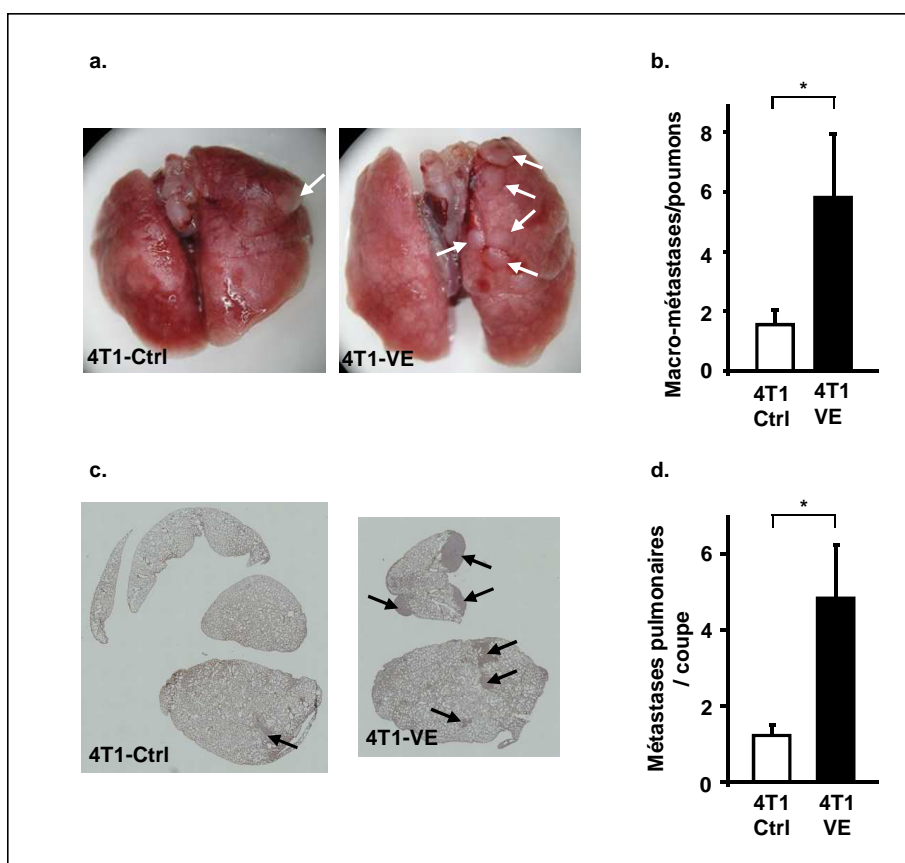 a.
4T1-Ctrl
4T1-VE
b.
Macro-métastases/poumons
*
8
6
4
2
0
4T1
Ctrl
4T1
VE
c.
4T1-Ctrl
4T1-VE
d.
Métastases pulmonaires
/ coupe
*
6
4
2
0
4T1
Ctrl
4T1
VE